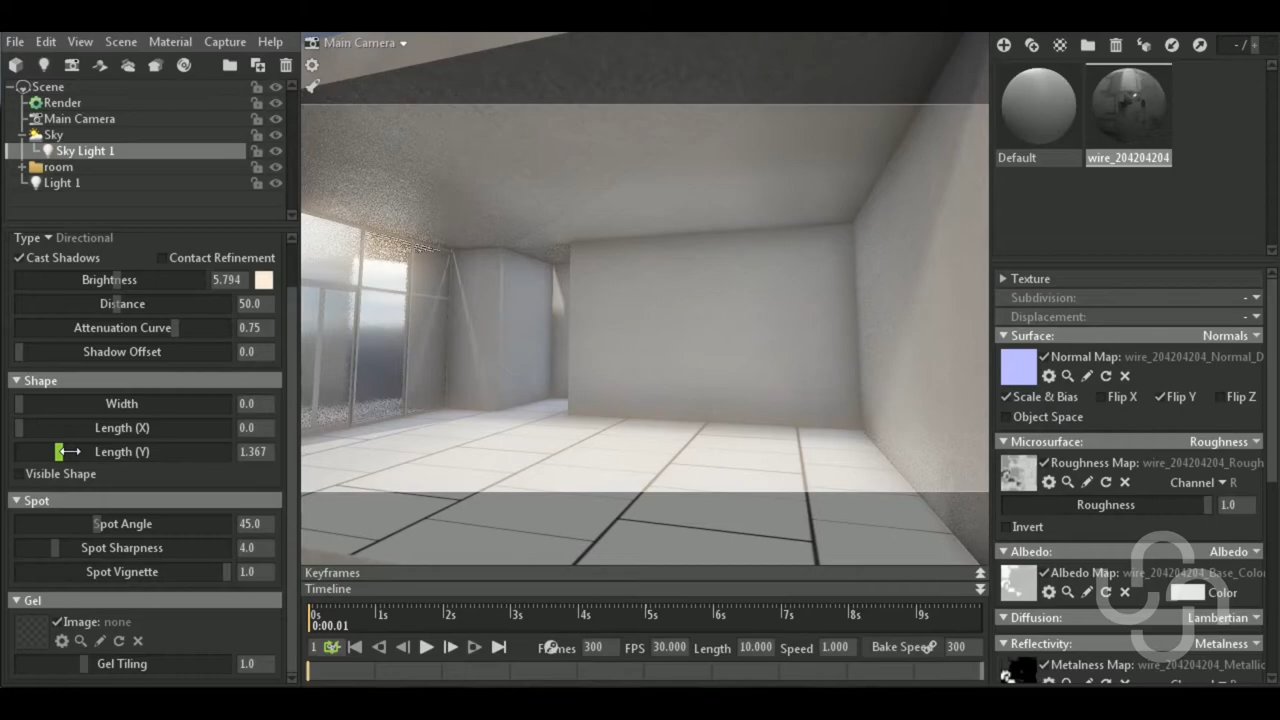 File Edit View Scene Material Capture Help
Main Camera
- /
Scene
Render
Main Camera
Sky
Sky Light 1
room
Light 1
Default
wire_204204204
Type Directional
Cast Shadows Contact Refinement
Brightness 5.794
Distance 50.0
Attenuation Curve 0.75
Shadow Offset 0.0
Shape
Width 0.0
Length (X) 0.0
Length (Y) 1.367
Visible Shape
Spot
Spot Angle 45.0
Spot Sharpness 4.0
Spot Vignette 1.0
Gel
Image: none
Gel Tiling 1.0
Keyframes
Timeline
0s 1s 2s 3s 4s 5s 6s 7s 8s 9s
0:00.01
1 Frames 300 FPS 30.000 Length 10.000 Speed 1.000 Bake Speed 300
Texture
Subdivision: -
Displacement: -
Surface: Normals
Normal Map: wire_204204204_Normal_D
Scale & Bias Flip X Flip Y Flip Z
Object Space
Microsurface: Roughness
Roughness Map: wire_204204204_Rough
Channel R
Roughness 1.0
Invert
Albedo: Albedo
Albedo Map: wire_204204204_Base_Colo
Color
Diffusion: Lambertian
Reflectivity: Metalness
Metalness Map: wire_204204204_Metallic